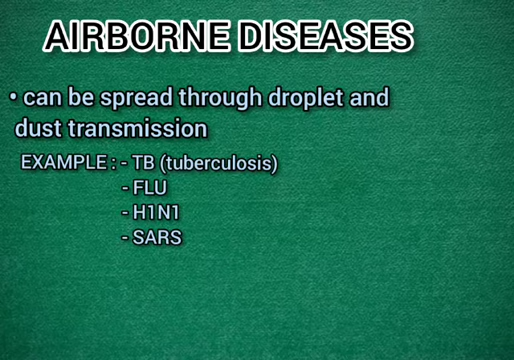 AIRBORNE DISEASES
• can be spread through droplet and
dust transmission
EXAMPLE : - TB (tuberculosis)
- FLU
- H1N1
- SARS